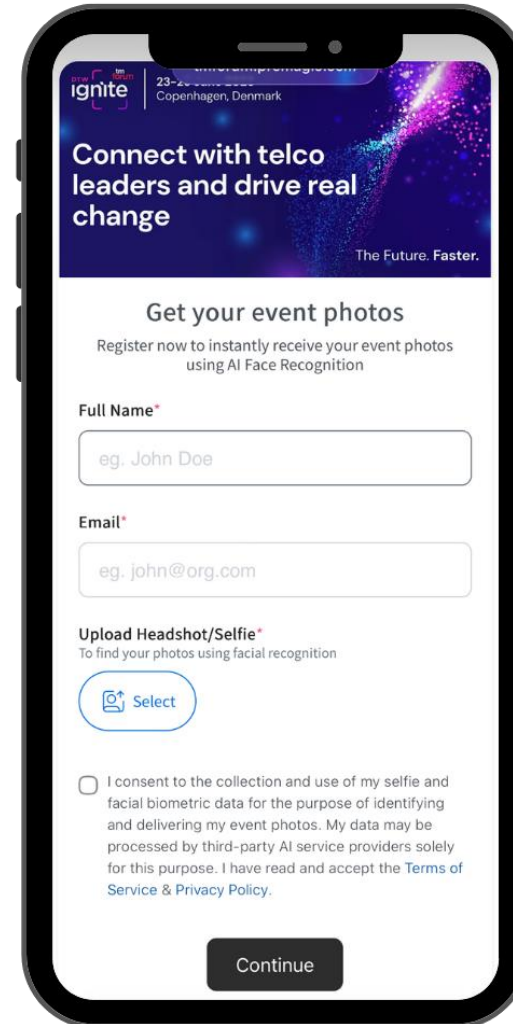 DTW
tm
forum
ignite
Copenhagen, Denmark
Connect with telco
leaders and drive real
change
The Future. Faster.
Get your event photos
Register now to instantly receive your event photos
using AI Face Recognition
Full Name*
eg. John Doe
Email*
eg. john@org.com
Upload Headshot/Selfie*
To find your photos using facial recognition
Select
I consent to the collection and use of my selfie and
facial biometric data for the purpose of identifying
and delivering my event photos. My data may be
processed by third-party AI service providers solely
for this purpose. I have read and accept the Terms of
Service & Privacy Policy.
Continue